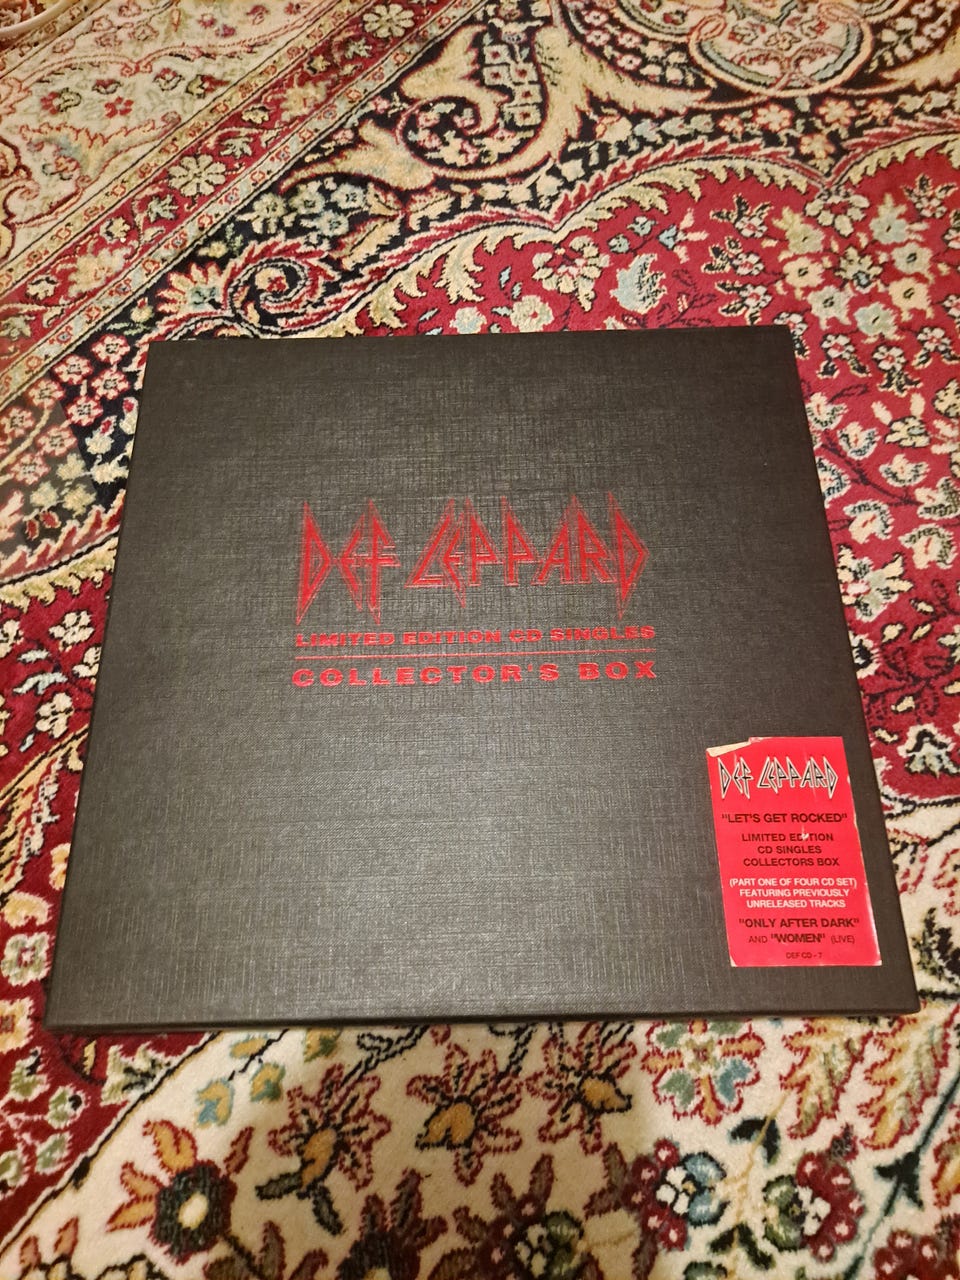 DEF LEPPARD
LIMITED EDITION CD SINGLES
COLLECTOR'S BOX
DEF LEPPARD
"LET'S GET ROCKED"
LIMITED EDITION
CD SINGLES
COLLECTORS BOX
(PART ONE OF FOUR CD SET)
FEATURING PREVIOUSLY
UNRELEASED TRACKS
"ONLY AFTER DARK"
AND "WOMEN" (LIVE)
DEF CD - 7